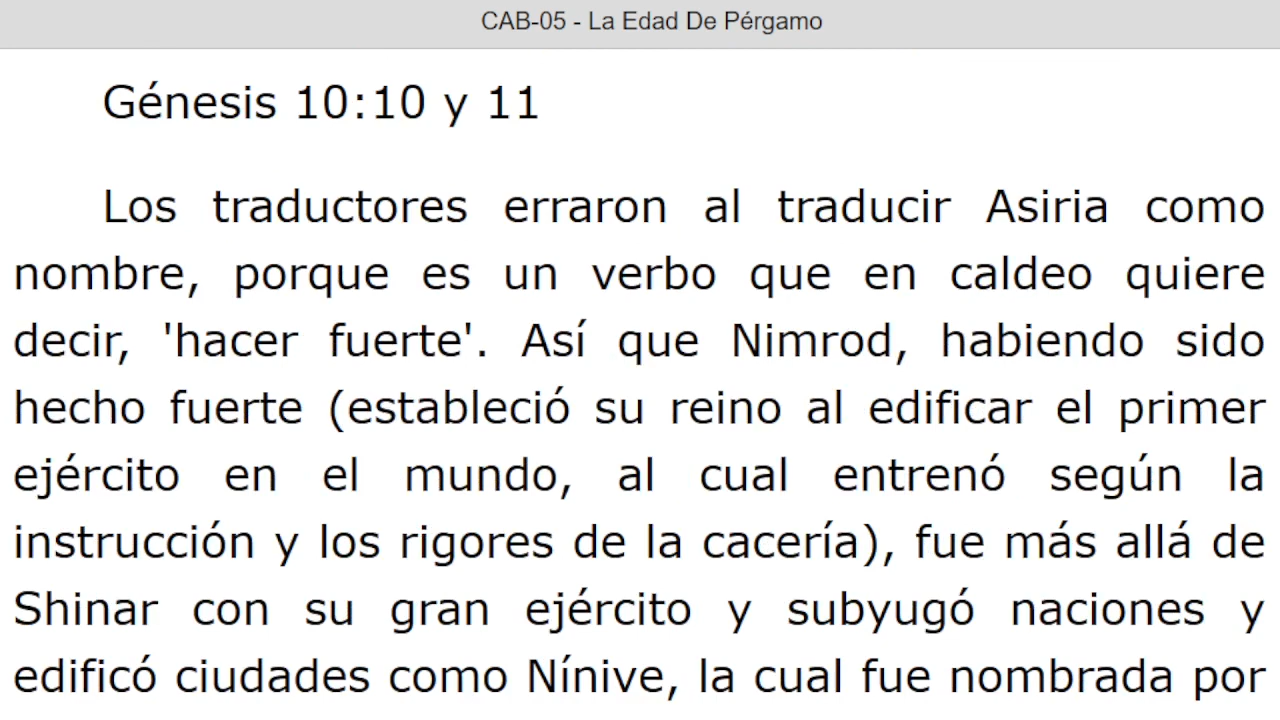 CAB-05 - La Edad De Pérgamo
Génesis 10:10 y 11
Los traductores erraron al traducir Asiria como
nombre, porque es un verbo que en caldeo quiere
decir, 'hacer fuerte'. Así que Nimrod, habiendo sido
hecho fuerte (estableció su reino al edificar el primer
ejército en el mundo, al cual entrenó según la
instrucción y los rigores de la cacería), fue más allá de
Shinar con su gran ejército y subyugó naciones y
edificó ciudades como Nínive, la cual fue nombrada por